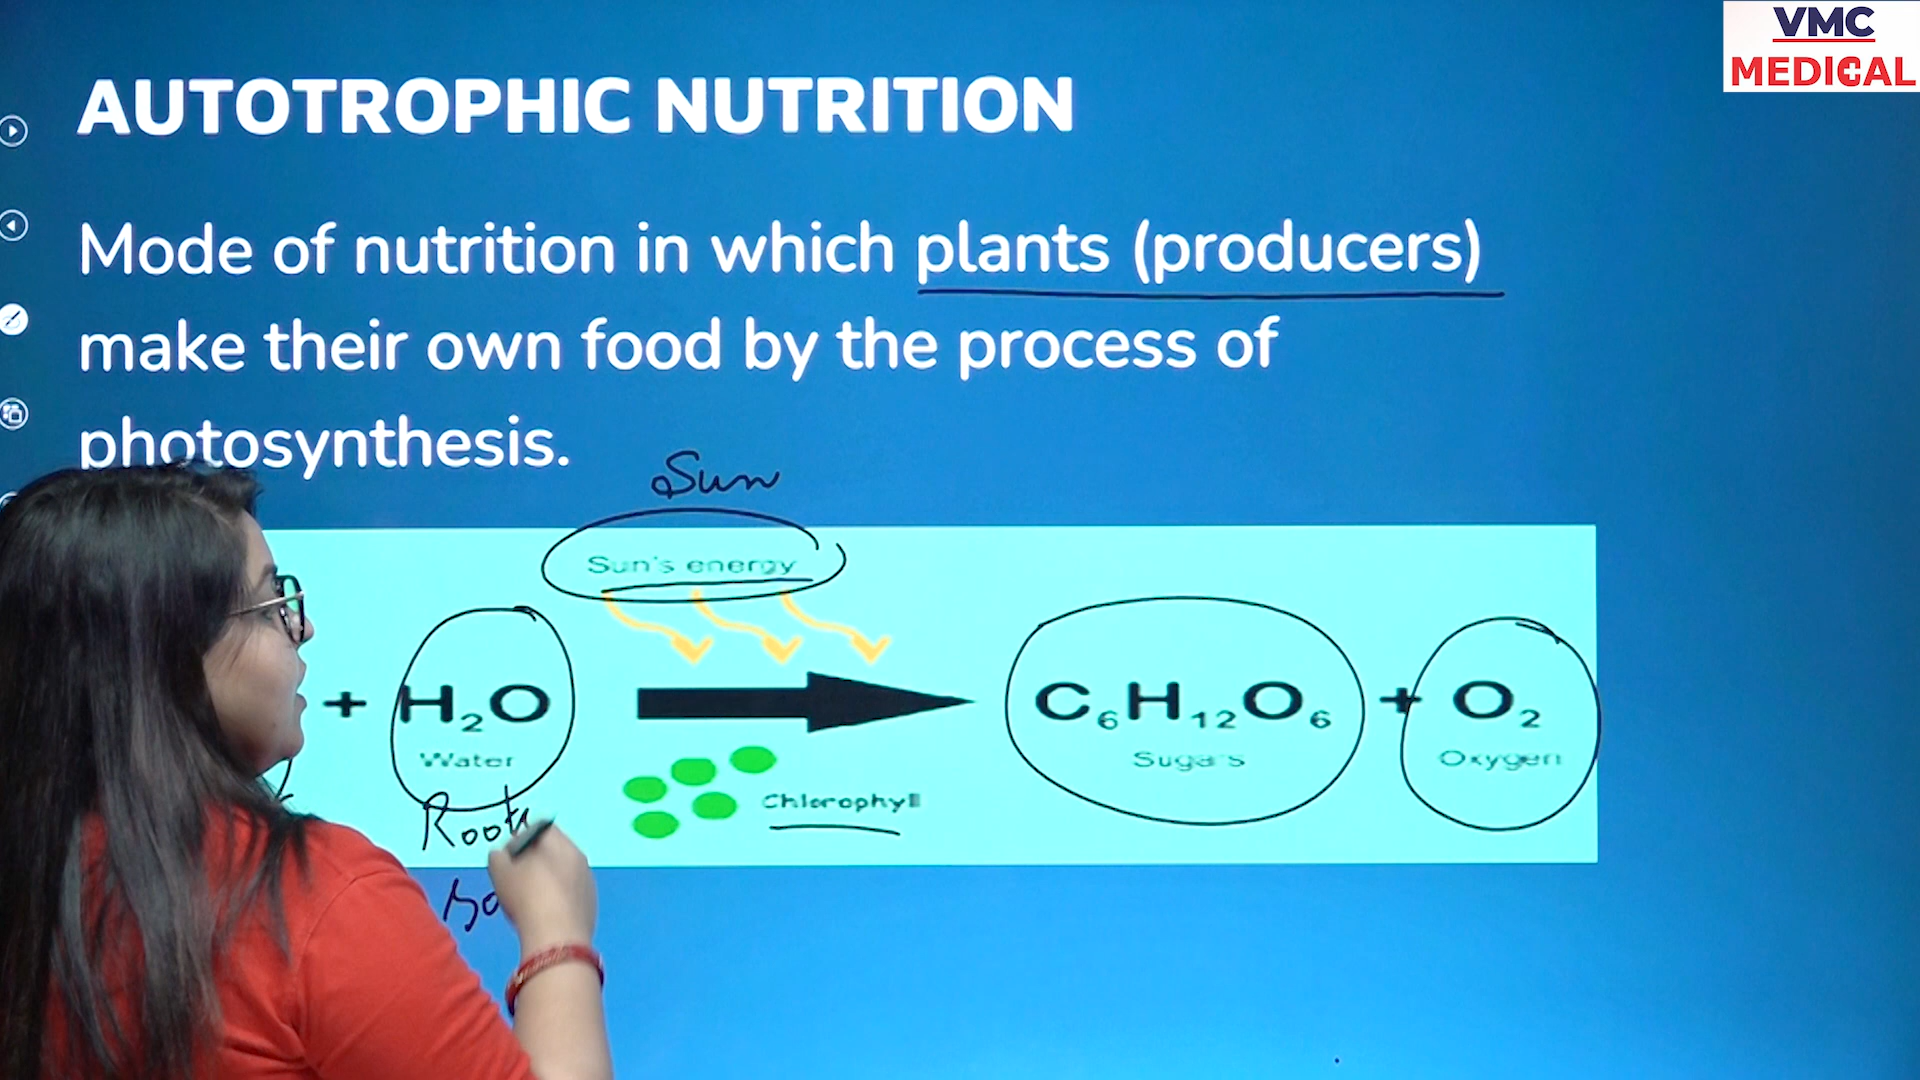 VMC
MEDICAL
AUTOTROPHIC NUTRITION
Mode of nutrition in which plants (producers)
make their own food by the process of
photosynthesis.
Sun
Sun's energy
+ H₂O
C₆H₁₂O₆ + O₂
Water
Sugars
Oxygen
Chlorophyll